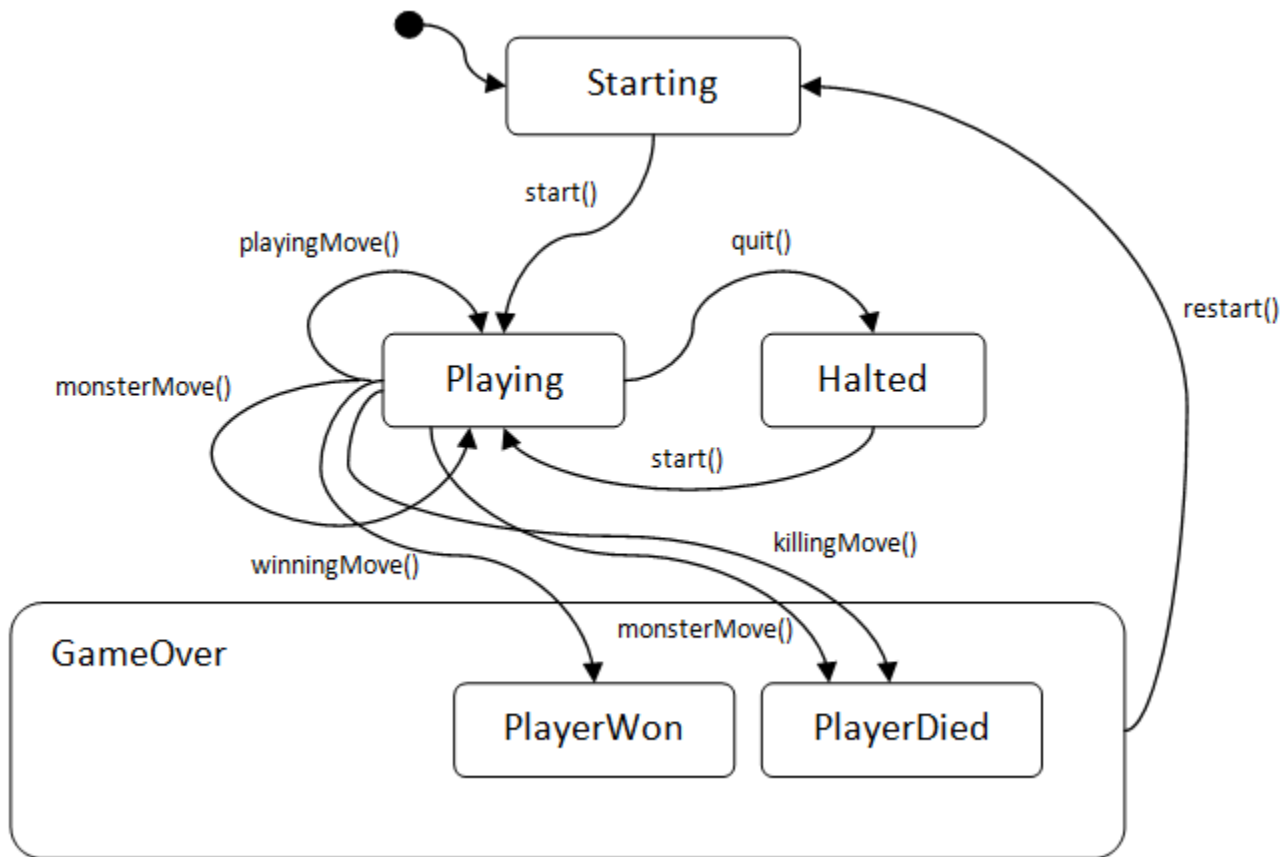 Starting
start()
playingMove()
quit()
restart()
Playing
Halted
monsterMove()
start()
killingMove()
winningMove()
monsterMove()
GameOver
PlayerWon
PlayerDied